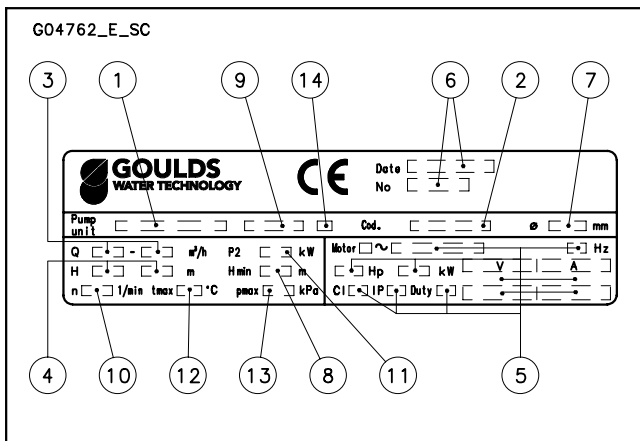 G04762_E_SC
3 1 9 14 6 2 7
GOULDS
WATER TECHNOLOGY
CE
Date
No
Pump unit Cod. ø mm
Q - m³/h P2 kW Motor ~ Hz
H m Hmin m Hp kW V A
n 1/min tmax °C pmax kPa Cl IP Duty
4 10 12 13 8 11 5